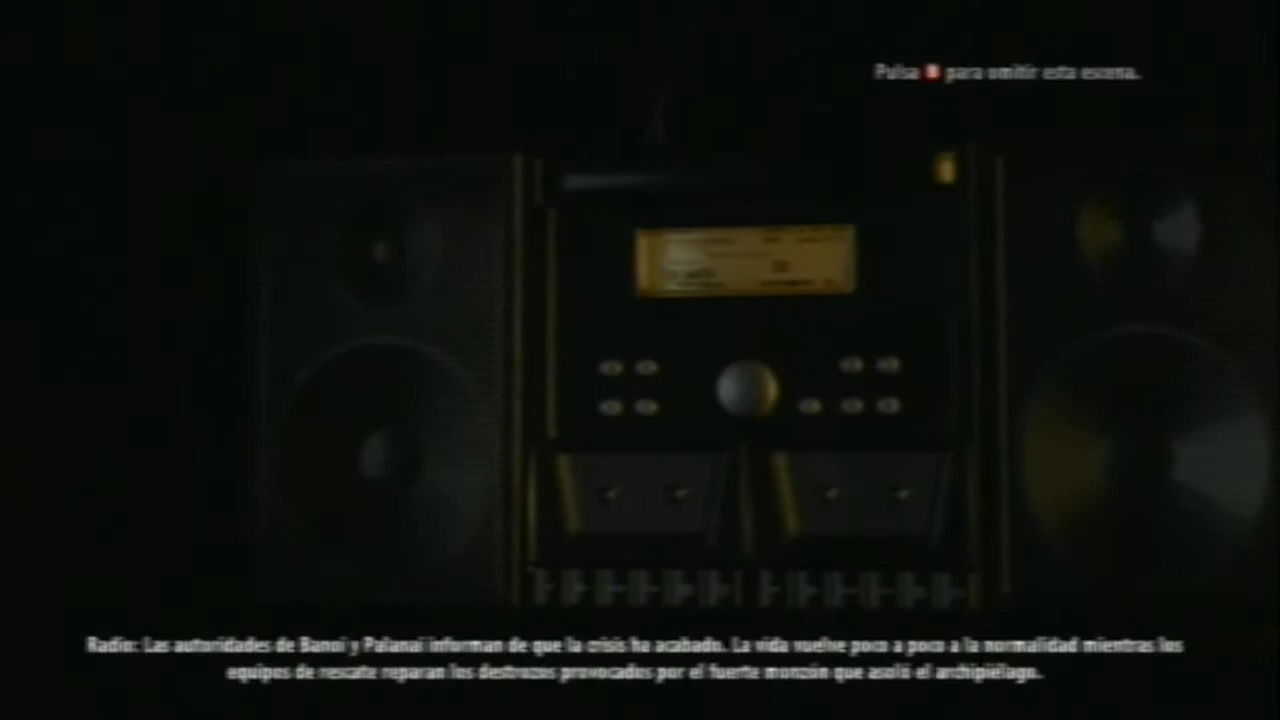 Pulsa B para omitir esta escena.
Radio: Las autoridades de Banoi y Palanai informan de que la crisis ha acabado. La vida vuelve poco a poco a la normalidad mientras los
equipos de rescate reparan los destrozos provocados por el fuerte monzón que asoló el archipiélago.